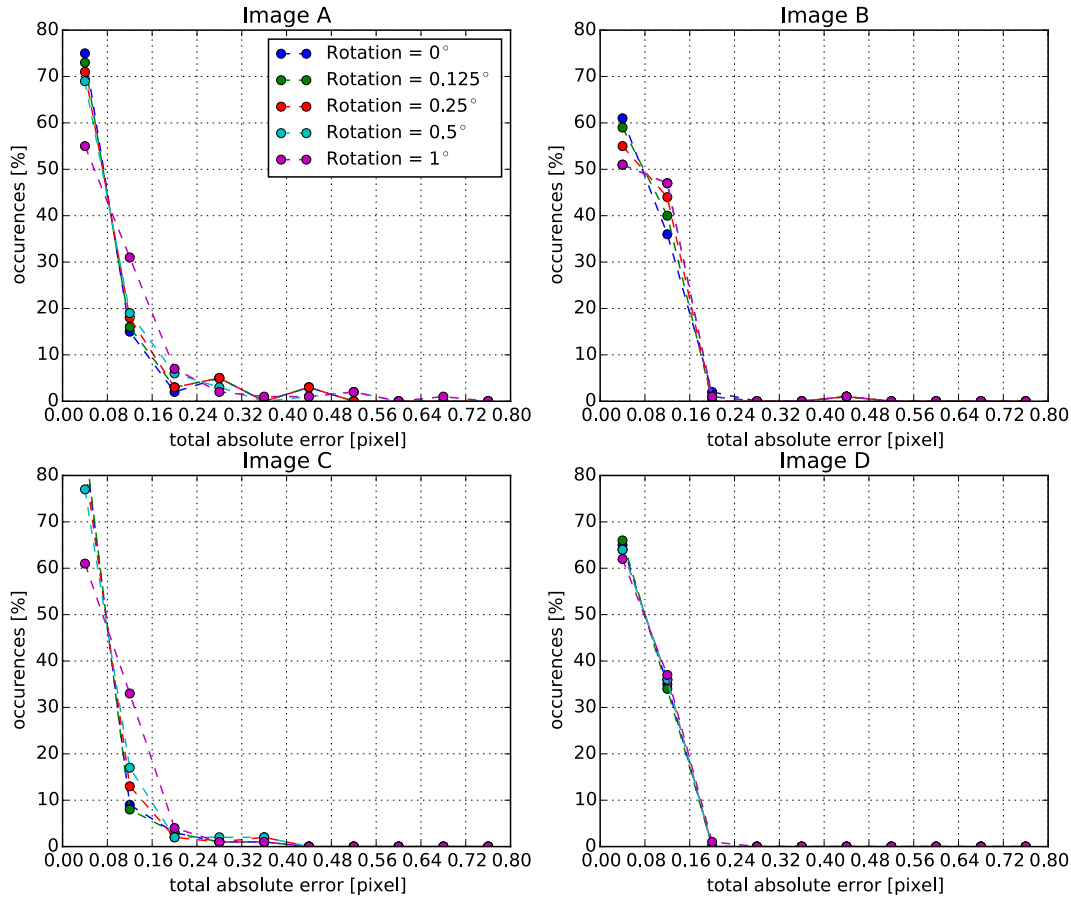 Image A
80
70
60
50
40
30
20
10
0
occurences [%]
Rotation = 0°
Rotation = 0.125°
Rotation = 0.25°
Rotation = 0.5°
Rotation = 1°
0.00 0.08 0.16 0.24 0.32 0.40 0.48 0.56 0.64 0.72 0.80
total absolute error [pixel]
Image B
80
70
60
50
40
30
20
10
0
occurences [%]
0.00 0.08 0.16 0.24 0.32 0.40 0.48 0.56 0.64 0.72 0.80
total absolute error [pixel]
Image C
80
70
60
50
40
30
20
10
0
occurences [%]
0.00 0.08 0.16 0.24 0.32 0.40 0.48 0.56 0.64 0.72 0.80
total absolute error [pixel]
Image D
80
70
60
50
40
30
20
10
0
occurences [%]
0.00 0.08 0.16 0.24 0.32 0.40 0.48 0.56 0.64 0.72 0.80
total absolute error [pixel]